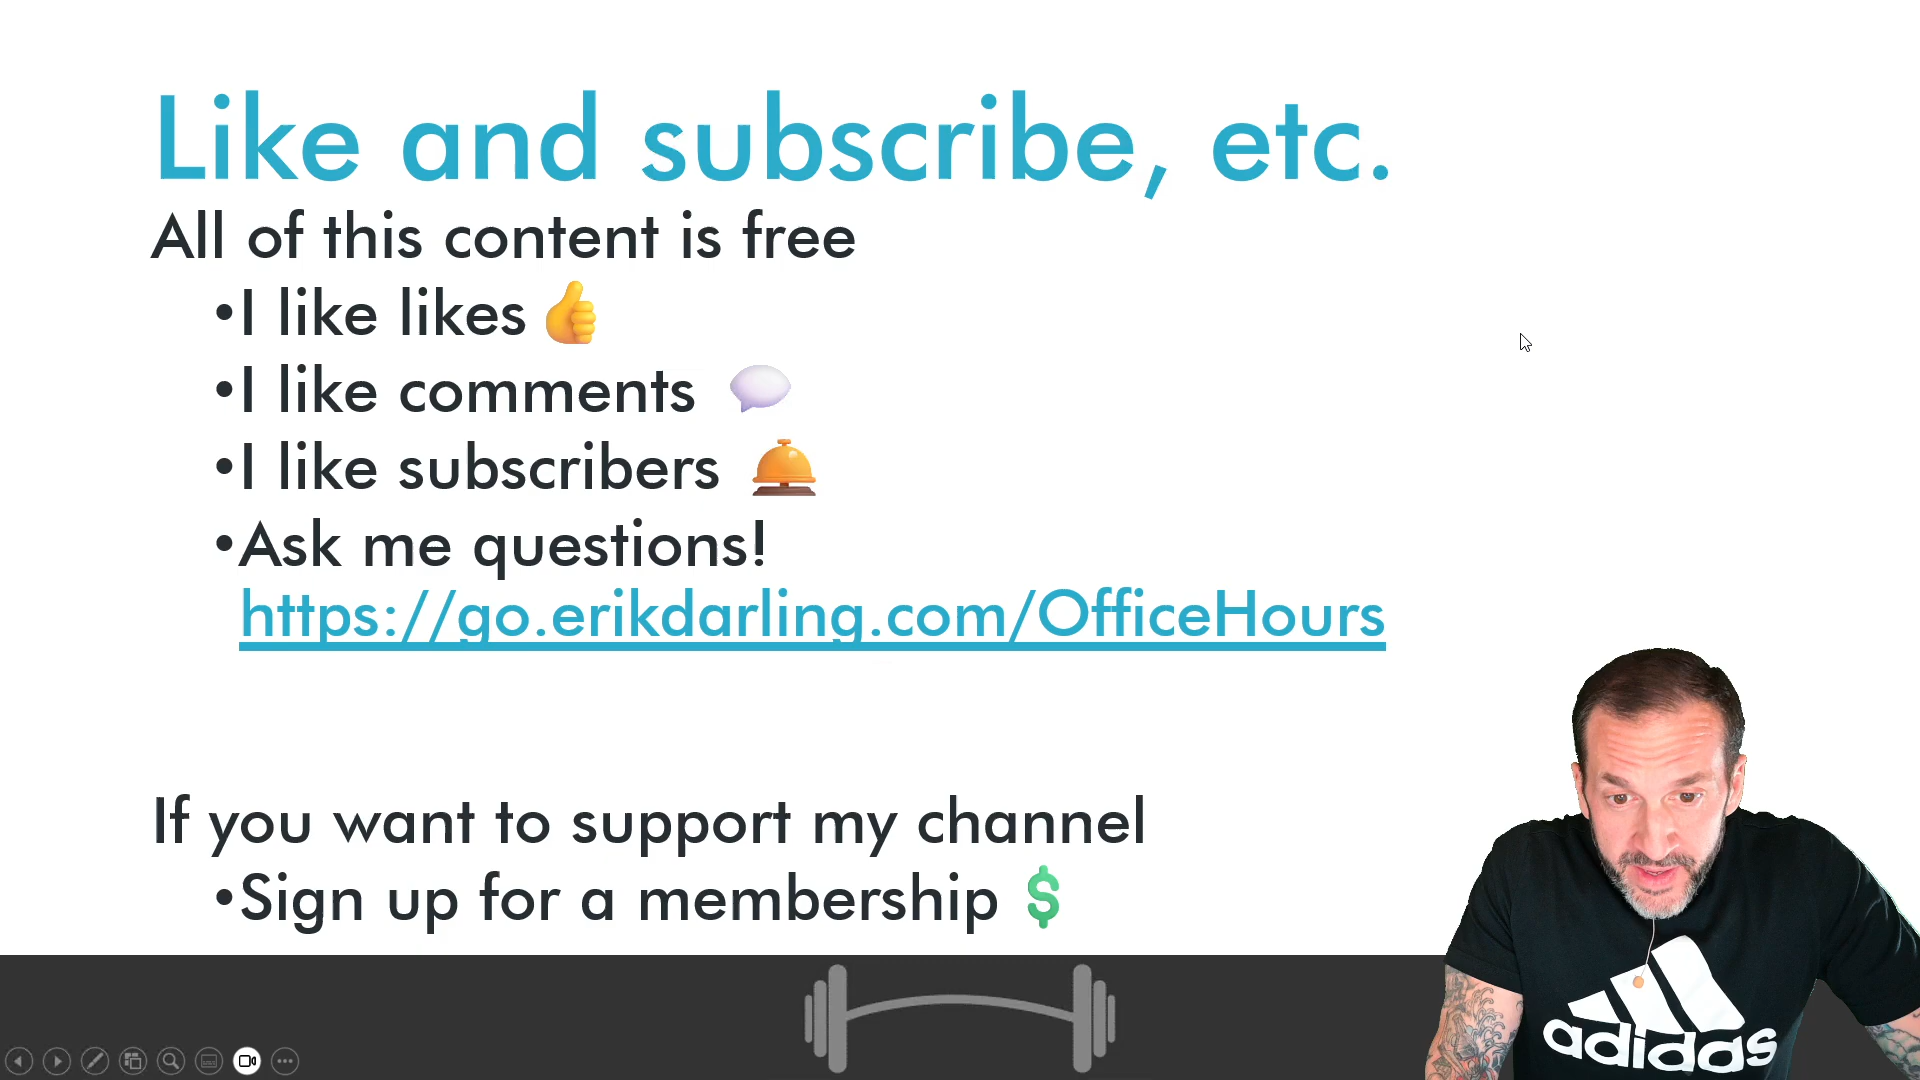 Like and subscribe, etc.
All of this content is free
•I like likes 👍
•I like comments 💬
•I like subscribers 🛎️
•Ask me questions!
https://go.erikdarling.com/OfficeHours
If you want to support my channel
•Sign up for a membership 💲
adidas